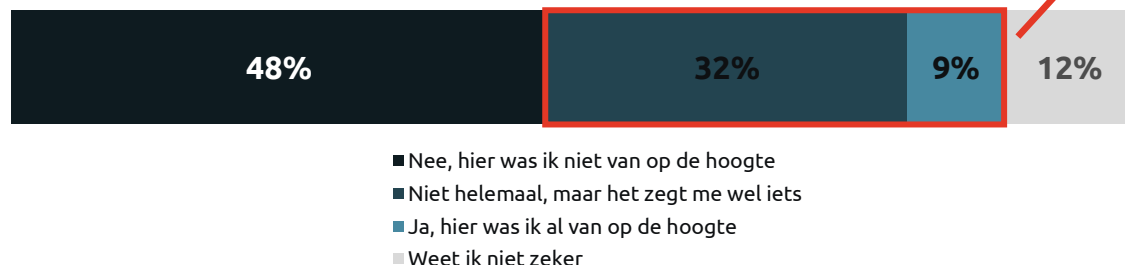 48% 32% 9% 12%
Nee, hier was ik niet van op de hoogte
Niet helemaal, maar het zegt me wel iets
Ja, hier was ik al van op de hoogte
Weet ik niet zeker